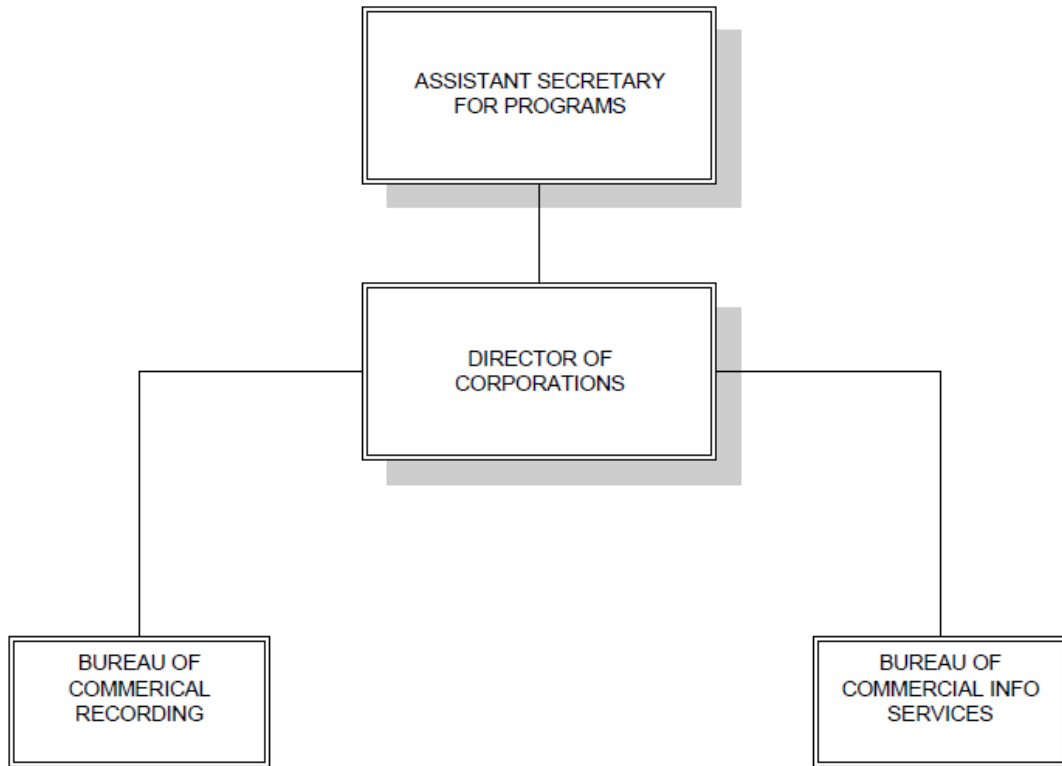 ASSISTANT SECRETARY
FOR PROGRAMS
DIRECTOR OF
CORPORATIONS
BUREAU OF
COMMERICAL
RECORDING
BUREAU OF
COMMERCIAL INFO
SERVICES